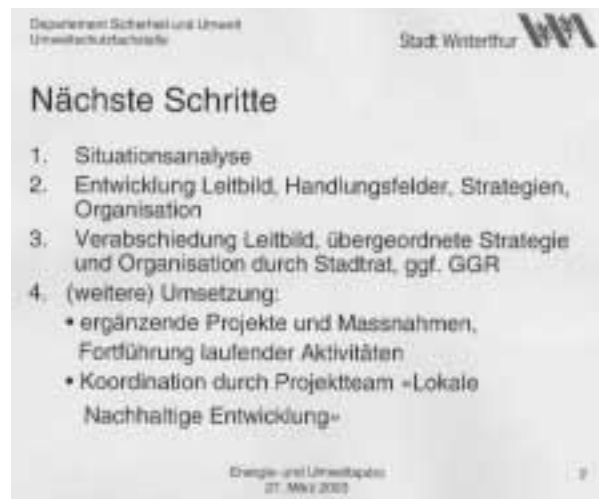 Departement Sicherheit und Umwelt
Umweltschutzfachstelle
Stadt Winterthur
Nächste Schritte
1. Situationsanalyse
2. Entwicklung Leitbild, Handlungsfelder, Strategien,
Organisation
3. Verabschiedung Leitbild, übergeordnete Strategie
und Organisation durch Stadtrat, ggf. GGR
4. (weitere) Umsetzung:
• ergänzende Projekte und Massnahmen,
Fortführung laufender Aktivitäten
• Koordination durch Projektteam «Lokale
Nachhaltige Entwicklung»
Energie- und Umweltapéro
27. März 2003